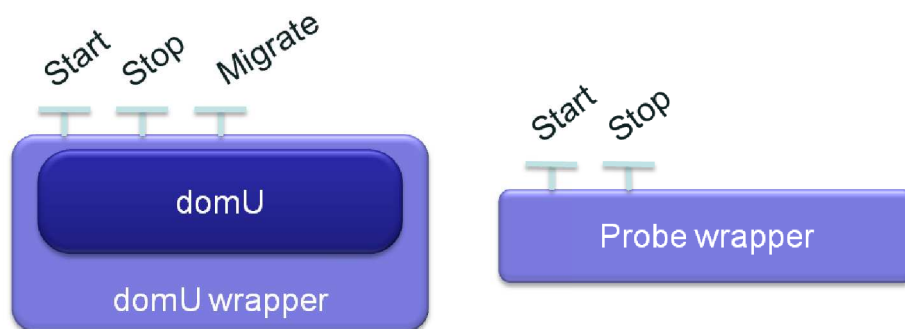 Start
Stop
Migrate
domU
domU wrapper
Start
Stop
Probe wrapper